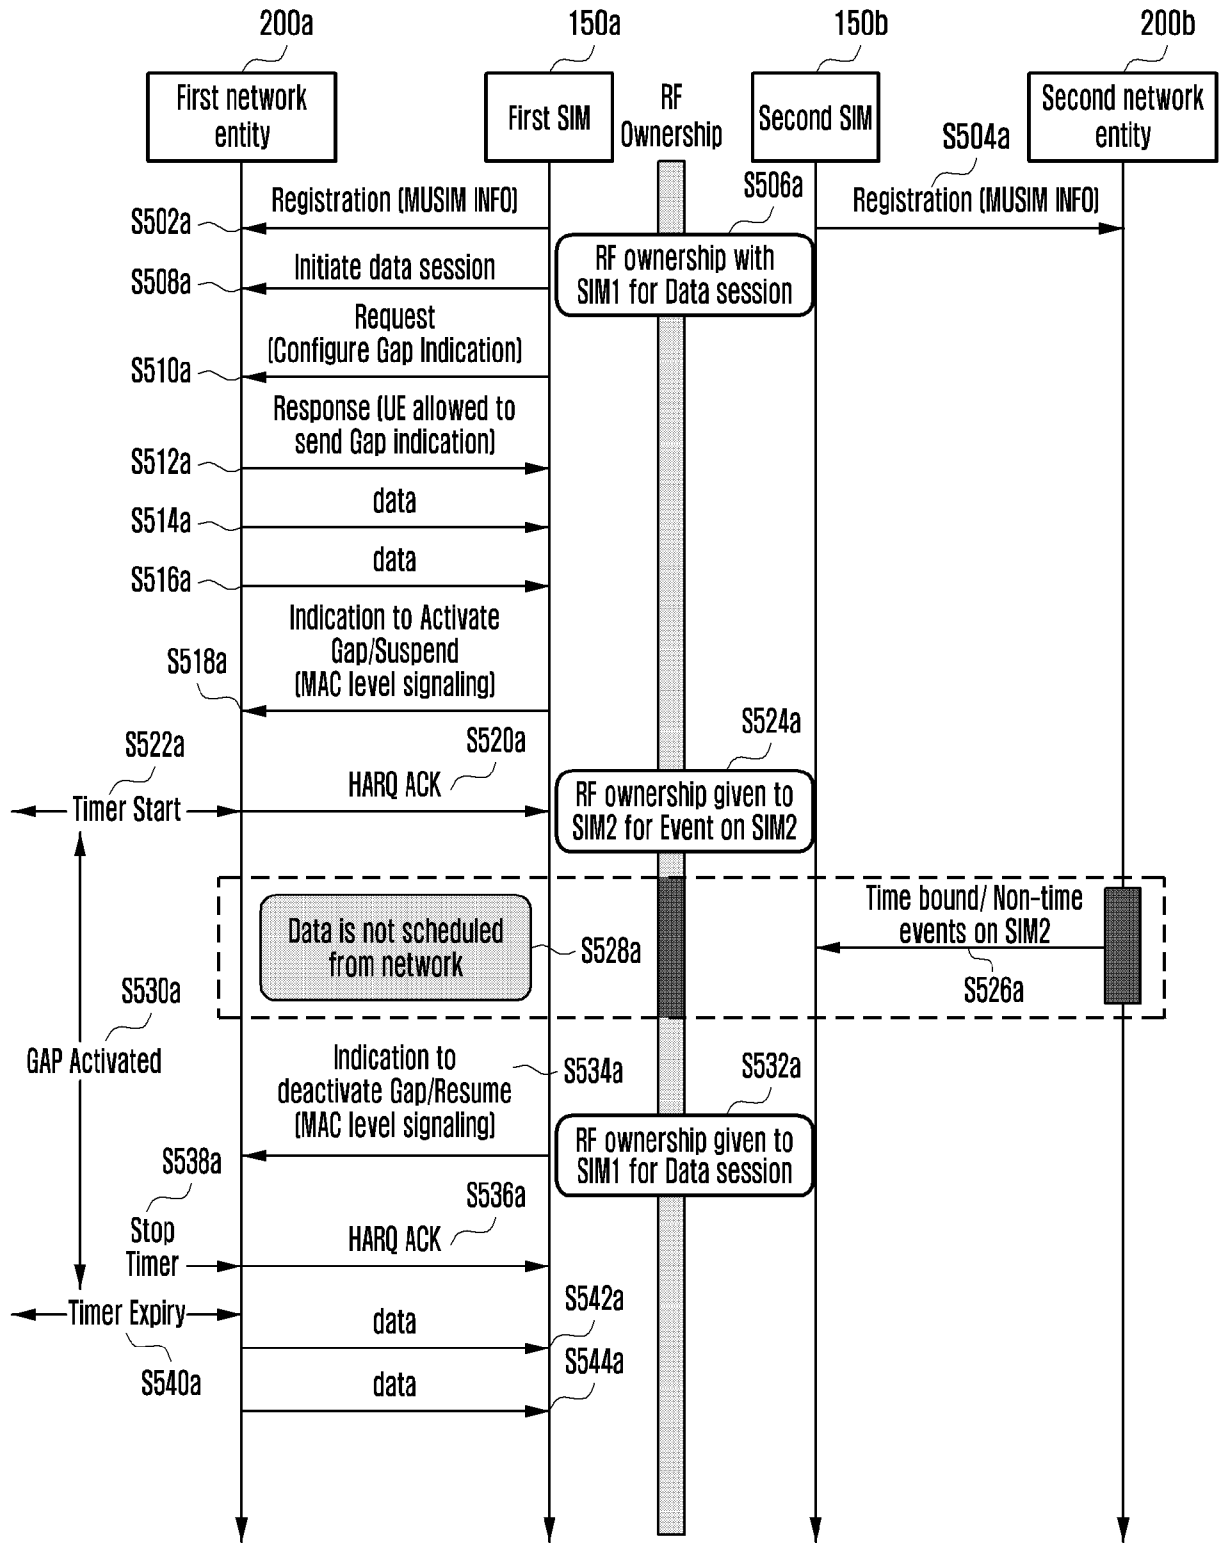 200a
150a
150b
200b
First network
entity
First SIM
RF
Ownership
Second SIM
Second network
entity
S504a
Registration (MUSIM INFO)
S502a
S506a
Registration (MUSIM INFO)
RF ownership with
SIM1 for Data session
Initiate data session
S508a
Request
(Configure Gap Indication)
S510a
Response (UE allowed to
send Gap indication)
S512a
data
S514a
data
S516a
Indication to Activate
Gap/Suspend
(MAC level signaling)
S518a
S522a
S520a
S524a
Timer Start
HARQ ACK
RF ownership given to
SIM2 for Event on SIM2
Data is not scheduled
from network
S528a
Time bound/ Non-time
events on SIM2
S526a
S530a
GAP Activated
Indication to
deactivate Gap/Resume
(MAC level signaling)
S534a
S532a
RF ownership given to
SIM1 for Data session
S538a
Stop
Timer
S536a
HARQ ACK
Timer Expiry
S540a
data
S542a
data
S544a